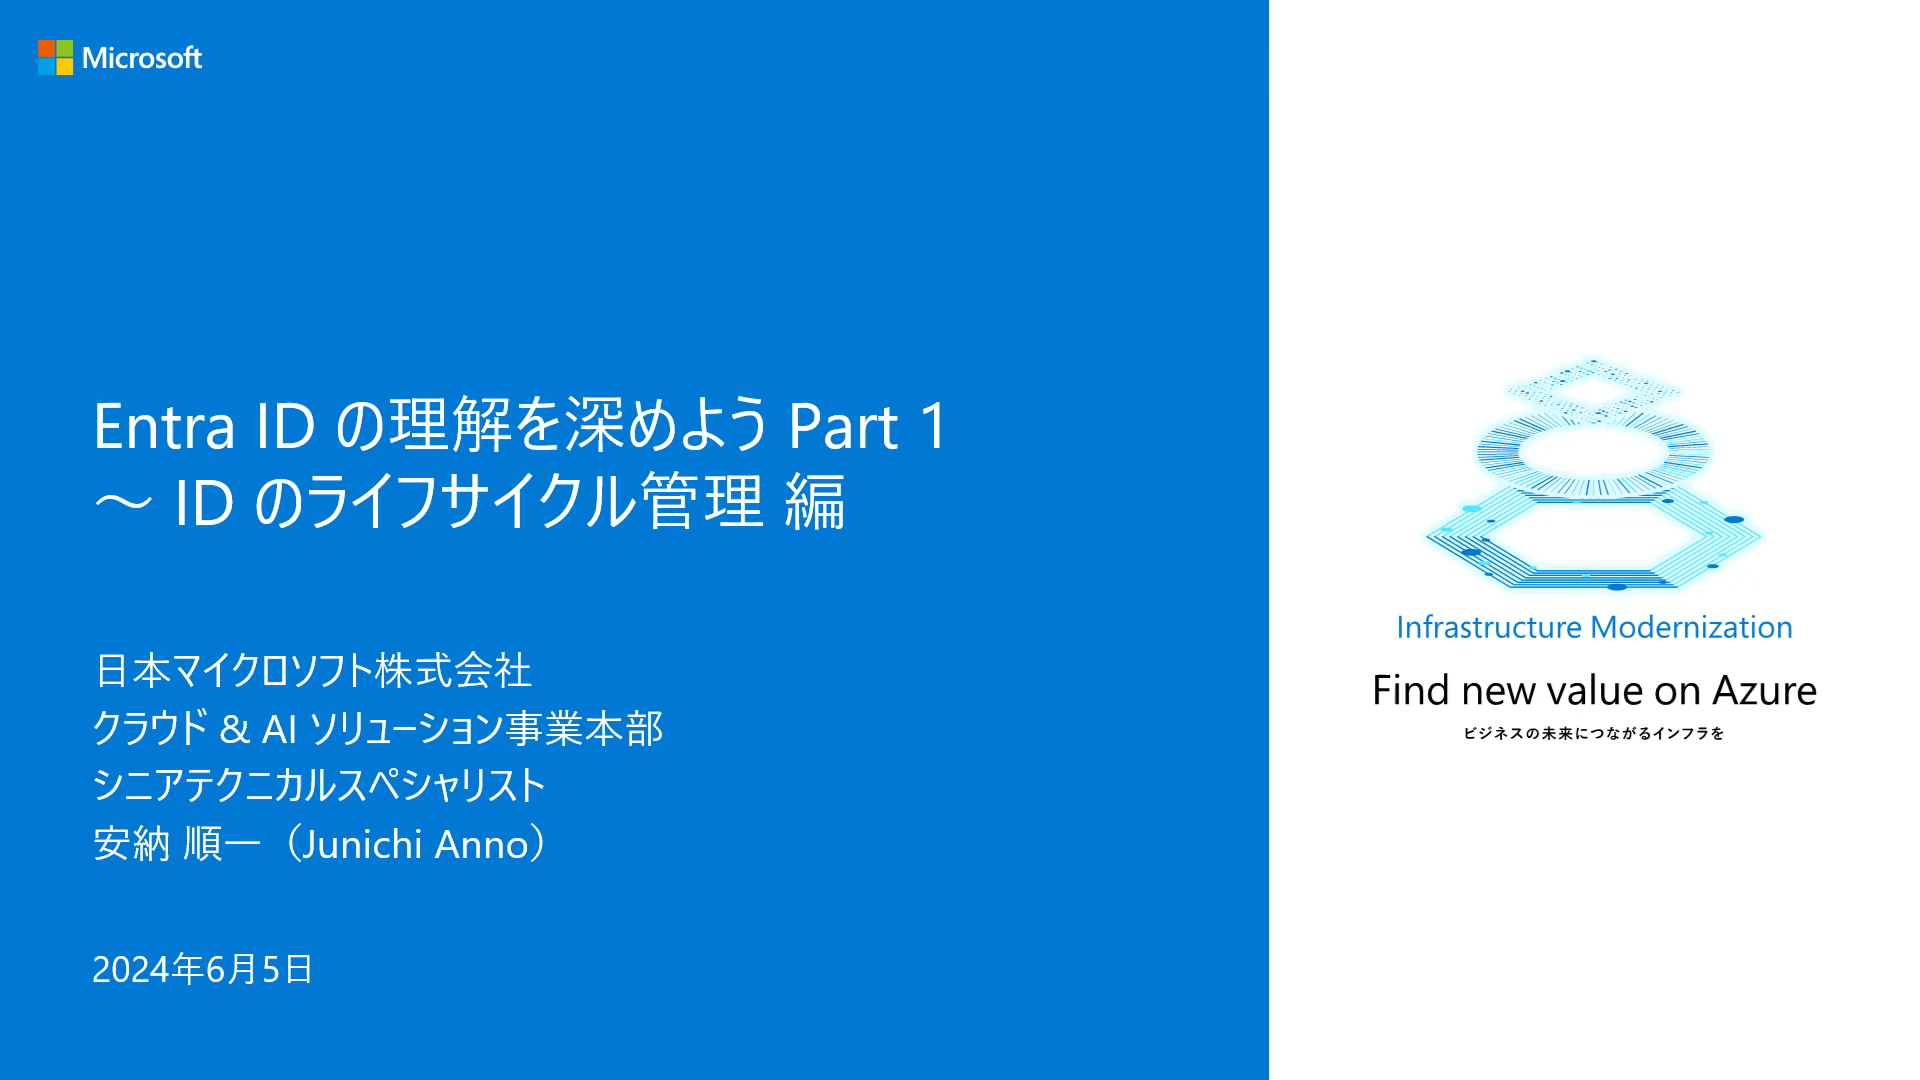 Microsoft
Entra ID の理解を深めよう Part 1
～ ID のライフサイクル管理 編
日本マイクロソフト株式会社
クラウド & AI ソリューション事業本部
シニアテクニカルスペシャリスト
安納 順一（Junichi Anno）
2024年6月5日
Infrastructure Modernization
Find new value on Azure
ビジネスの未来につながるインフラを